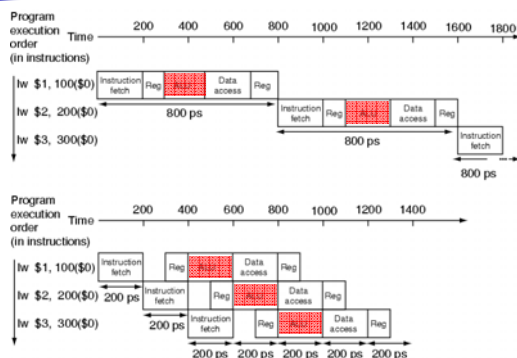 Program
execution
order
(in instructions)
Time
200 400 600 800 1000 1200 1400 1600 1800
lw $1, 100($0)
Instruction
fetch
Reg
ALU
Data
access
Reg
800 ps
lw $2, 200($0)
Instruction
fetch
Reg
ALU
Data
access
Reg
800 ps
lw $3, 300($0)
Instruction
fetch
800 ps
Program
execution
order
(in instructions)
Time
200 400 600 800 1000 1200 1400
lw $1, 100($0)
Instruction
fetch
Reg
ALU
Data
access
Reg
200 ps
lw $2, 200($0)
Instruction
fetch
Reg
ALU
Data
access
Reg
200 ps
lw $3, 300($0)
Instruction
fetch
Reg
ALU
Data
access
Reg
200 ps 200 ps 200 ps 200 ps 200 ps